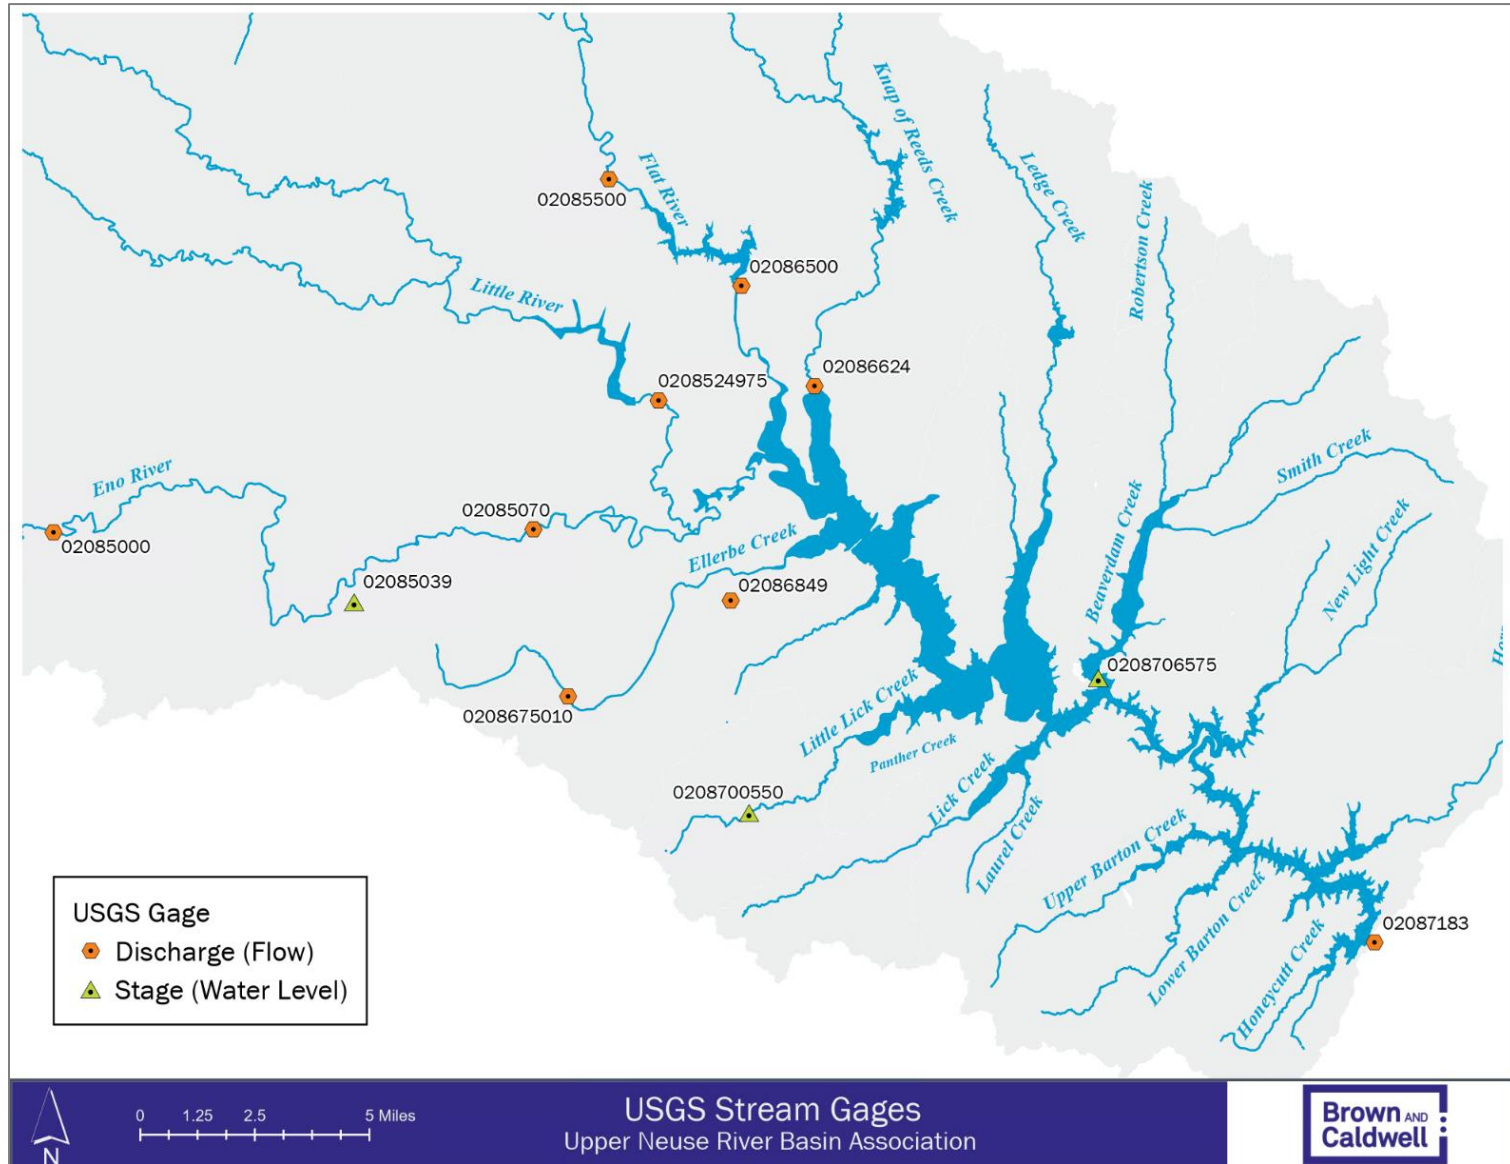 Knap of Reeds Creek
Flat River
Ledge Creek
Robertson Creek
02085500
02086500
Little River
02086624
0208524975
Eno River
Smith Creek
02085070
02085000
Beaverdam Creek
New Light Creek
Ellerbe Creek
02085039
02086849
0208706575
Little Lick Creek
0208675010
Panther Creek
Lick Creek
0208700550
Laurel Creek
Upper Barton Creek
Lower Barton Creek
Honeycutt Creek
02087183
USGS Gage
Discharge (Flow)
Stage (Water Level)
N
0 1.25 2.5 5 Miles
USGS Stream Gages
Upper Neuse River Basin Association
Brown AND
Caldwell